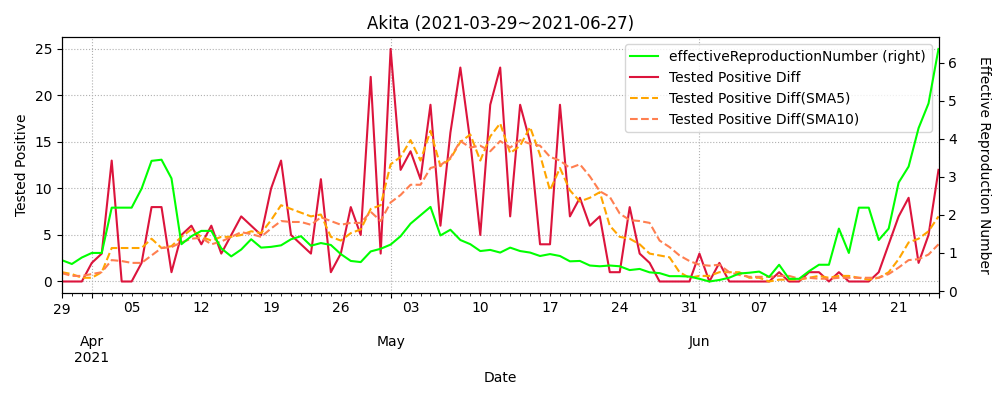 Akita (2021-03-29~2021-06-27)
effectiveReproductionNumber (right)
Tested Positive Diff
Tested Positive Diff(SMA5)
Tested Positive Diff(SMA10)
Tested Positive
25
20
15
10
5
0
Effective Reproduction Number
6
5
4
3
2
1
0
29 05 12 19 26 03 10 17 24 31 07 14 21
Apr May Jun
2021
Date